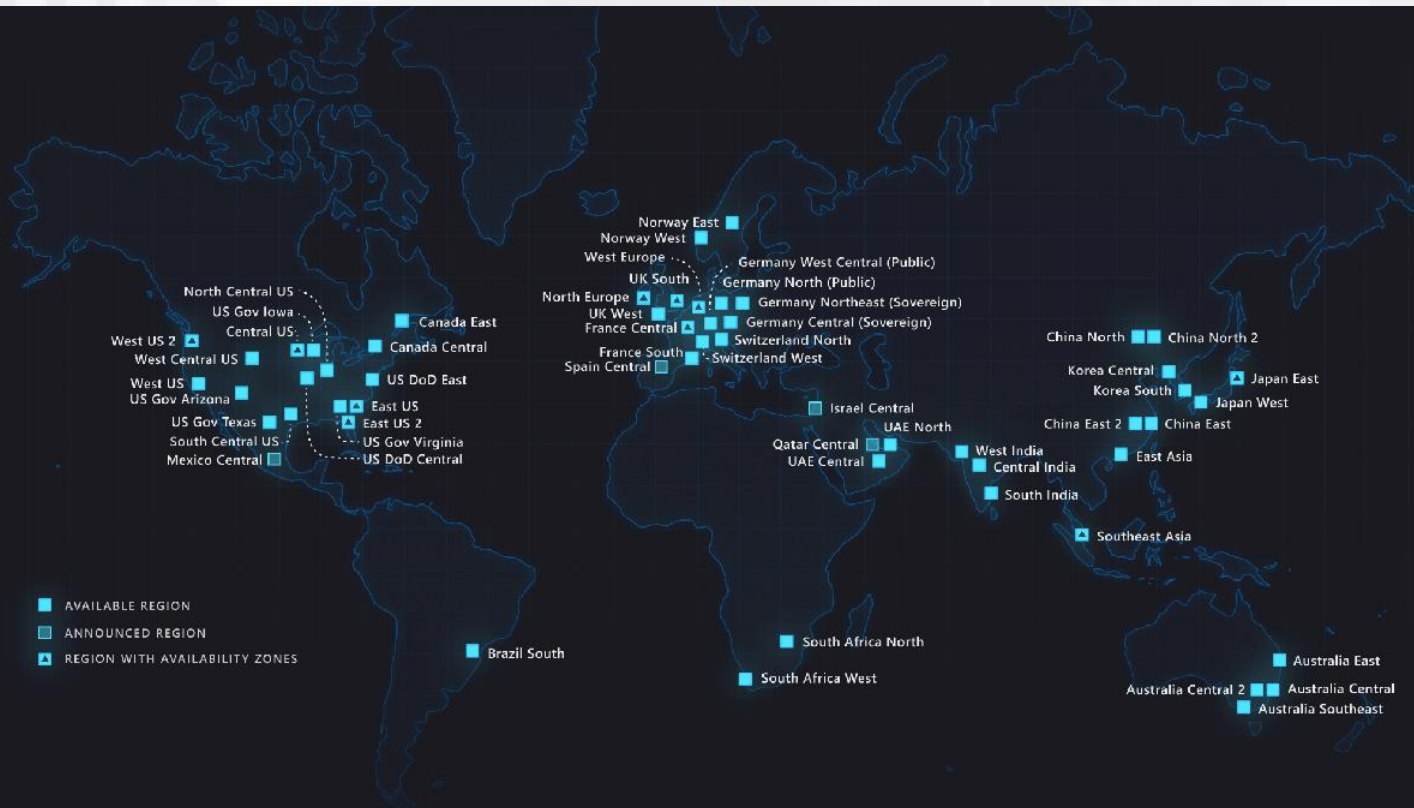 Norway East
Norway West
West Europe
Germany West Central (Public)
UK South
Germany North (Public)
North Central US
North Europe
Germany Northeast (Sovereign)
US Gov Iowa
UK West
Canada East
Germany Central (Sovereign)
Central US
France Central
West US 2
China North
China North 2
Switzerland North
Canada Central
West Central US
France South
Switzerland West
Spain Central
Korea Central
US DoD East
Japan East
West US
Korea South
US Gov Arizona
Japan West
East US
Israel Central
US Gov Texas
East US 2
UAE North
China East 2
China East
South Central US
US Gov Virginia
Qatar Central
West India
East Asia
Mexico Central
US DoD Central
UAE Central
Central India
South India
Southeast Asia
AVAILABLE REGION
ANNOUNCED REGION
REGION WITH AVAILABILITY ZONES
South Africa North
Brazil South
Australia East
South Africa West
Australia Central 2
Australia Central
Australia Southeast